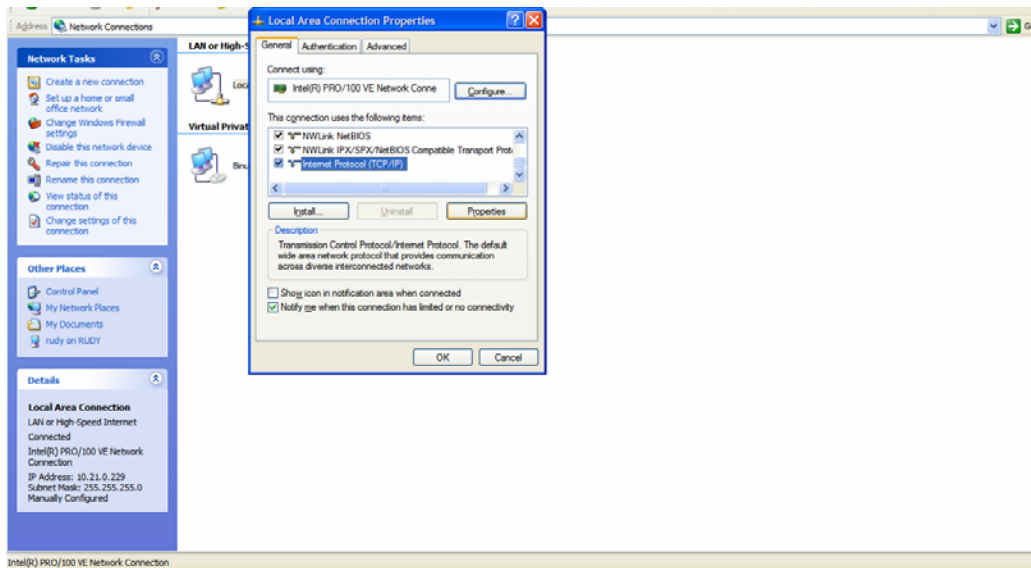 Address Network Connections
Network Tasks
Create a new connection
Set up a home or small
office network
Change Windows Firewall
settings
Disable this network device
Repair this connection
Rename this connection
View status of this
connection
Change settings of this
connection
Other Places
Control Panel
My Network Places
My Documents
rudy on RUDY
Details
Local Area Connection
LAN or High-Speed Internet
Connected
Intel(R) PRO/100 VE Network
Connection
IP Address: 10.21.0.229
Subnet Mask: 255.255.255.0
Manually Configured
LAN or High-S
Loca
Virtual Privat
Local Area Connection Properties
General Authentication Advanced
Connect using:
Intel(R) PRO/100 VE Network Conne Configure...
This connection uses the following items:
NWLink NetBIOS
NWLink IPX/SPX/NetBIOS Compatible Transport Prot
Internet Protocol (TCP/IP)
Install... Uninstall Properties
Description
Transmission Control Protocol/Internet Protocol. The default
wide area network protocol that provides communication
across diverse interconnected networks.
Show icon in notification area when connected
Notify me when this connection has limited or no connectivity
OK Cancel
Intel(R) PRO/100 VE Network Connection